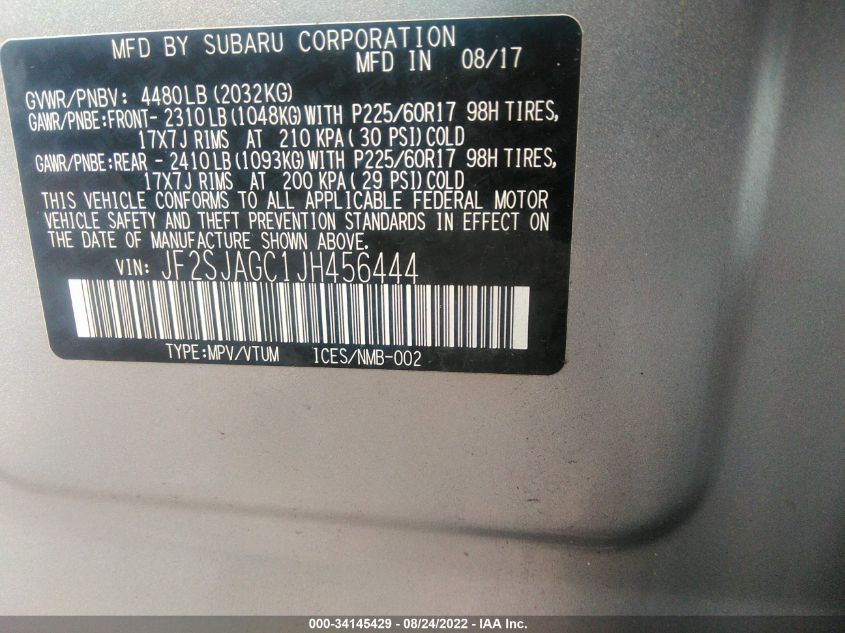 MFD BY SUBARU CORPORATION
MFD IN 08/17
GVWR/PNBV: 4480LB(2032KG)
GAWR/PNBE:FRONT- 2310LB(1048KG)WITH P225/60R17 98H TIRES,
17X7J RIMS AT 210 KPA( 30 PSI)COLD
GAWR/PNBE:REAR - 2410LB(1093KG)WITH P225/60R17 98H TIRES,
17X7J RIMS AT 200 KPA( 29 PSI)COLD
THIS VEHICLE CONFORMS TO ALL APPLICABLE FEDERAL MOTOR
VEHICLE SAFETY AND THEFT PREVENTION STANDARDS IN EFFECT ON
THE DATE OF MANUFACTURE SHOWN ABOVE.
VIN: JF2SJAGC1JH456444
TYPE:MPV/VTUM ICES/NMB-002
000-34145429 - 08/24/2022 - IAA Inc.